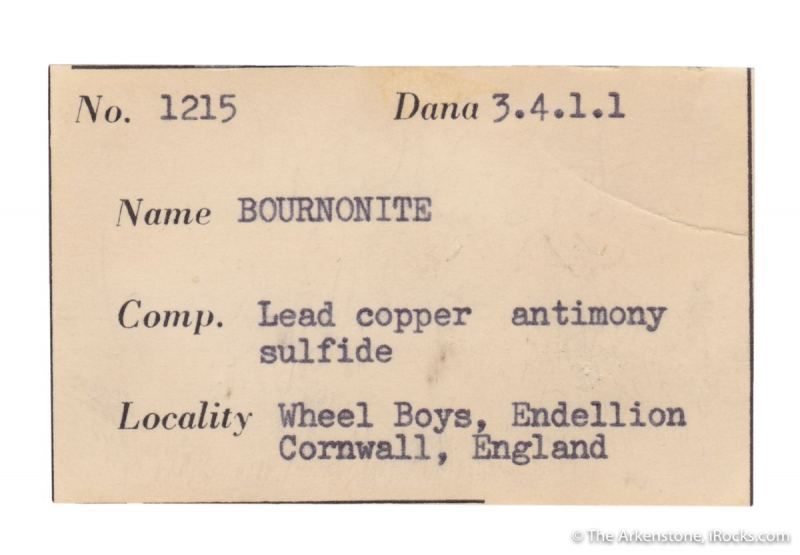 No. 1215 Dana 3.4.1.1
Name BOURNONITE
Comp. Lead copper antimony
sulfide
Locality Wheel Boys, Endellion
Cornwall, England
© The Arkenstone, iRocks.com